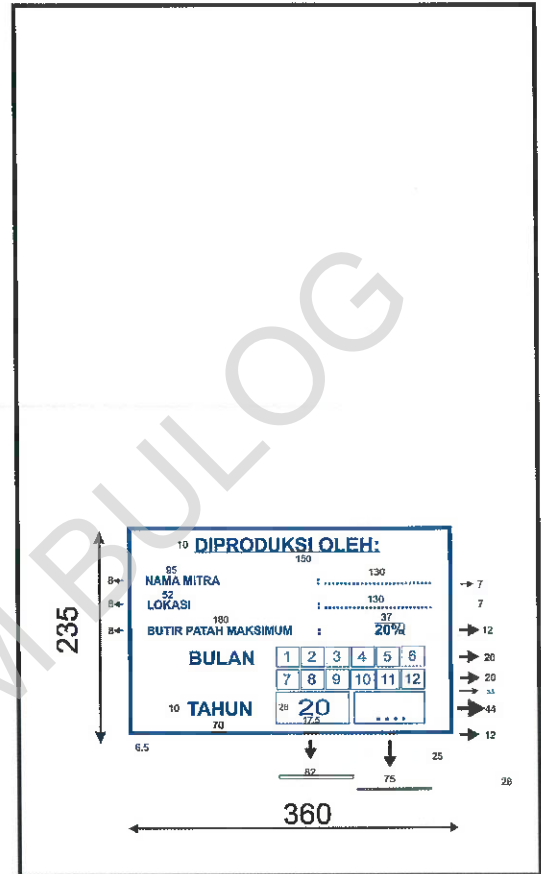 10 DIPRODUKSI OLEH:
150
95 130
8 NAMA MITRA : .............................. 7
52 130
8 LOKASI : .............................. 7
180 37
8 BUTIR PATAH MAKSIMUM : 20% 12
BULAN 1 2 3 4 5 6 20
7 8 9 10 11 12 20
10 TAHUN 28 20 .... 44
70 17.5 12
6.5 25
82 75 26
235
360
M BULOG